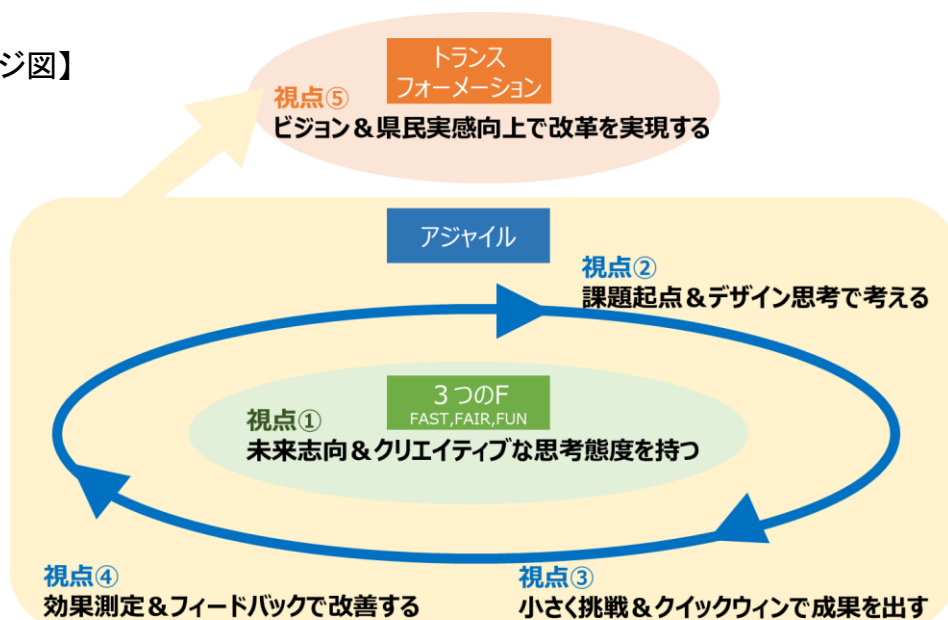 ジ図】
トランス
フォーメーション
視点⑤
ビジョン＆県民実感向上で改革を実現する
アジャイル
視点②
課題起点＆デザイン思考で考える
３つのF
FAST,FAIR,FUN
視点①
未来志向＆クリエイティブな思考態度を持つ
視点④
効果測定＆フィードバックで改善する
視点③
小さく挑戦＆クイックウィンで成果を出す